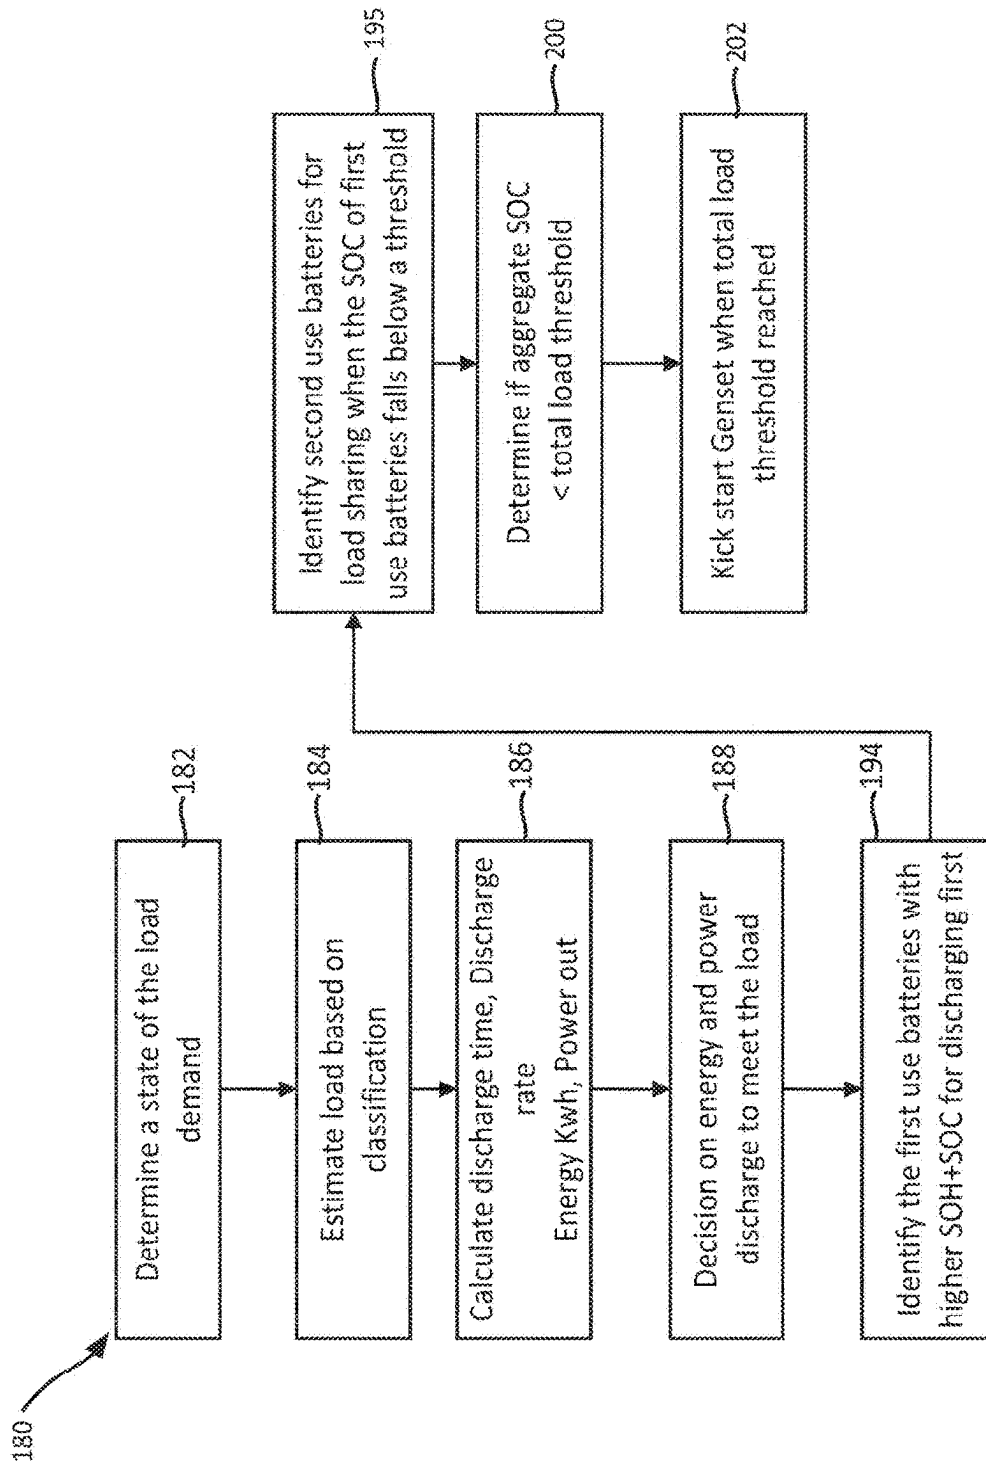 180
Determine a state of the load
demand
182
Estimate load based on
classification
184
Calculate discharge time, Discharge
rate
Energy Kwh, Power out
186
Decision on energy and power
discharge to meet the load
188
Identify the first use batteries with
higher SOH+SOC for discharging first
194
Identify second use batteries for
load sharing when the SOC of first
use batteries falls below a threshold
195
Determine if aggregate SOC
< total load threshold
200
Kick start Genset when total load
threshold reached
202